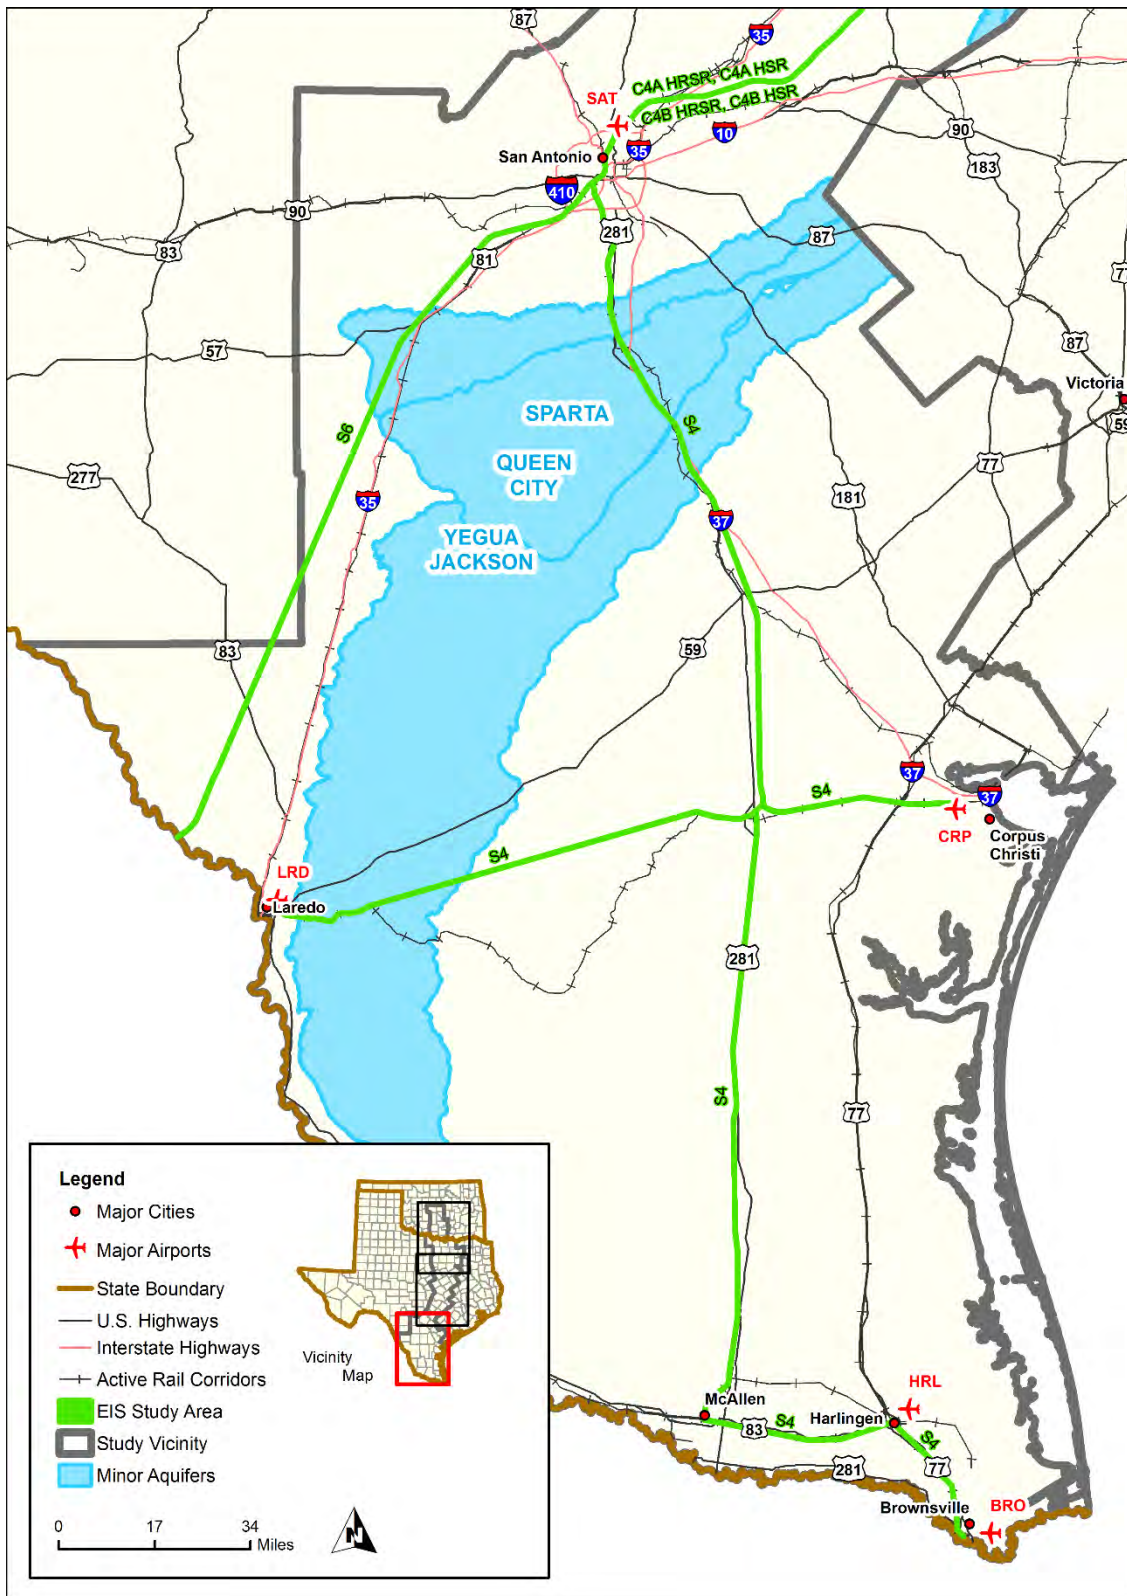 87
35
C4A HRSR, C4A HSR
C4B HRSR, C4B HSR
SAT
10
90
35
San Antonio
183
410
90
281
87
83
81
77
57
87
Victoria
59
SPARTA
S4
S6
QUEEN
CITY
77
277
35
181
37
YEGUA
JACKSON
83
59
37
37
S4
CRP
Corpus
Christi
S4
LRD
Laredo
281
S4
77
Legend
Major Cities
Major Airports
State Boundary
U.S. Highways
Interstate Highways
Active Rail Corridors
EIS Study Area
Study Vicinity
Minor Aquifers
Vicinity
Map
0
17
34
Miles
N
McAllen
HRL
83
S4
Harlingen
S4
281
77
Brownsville
BRO